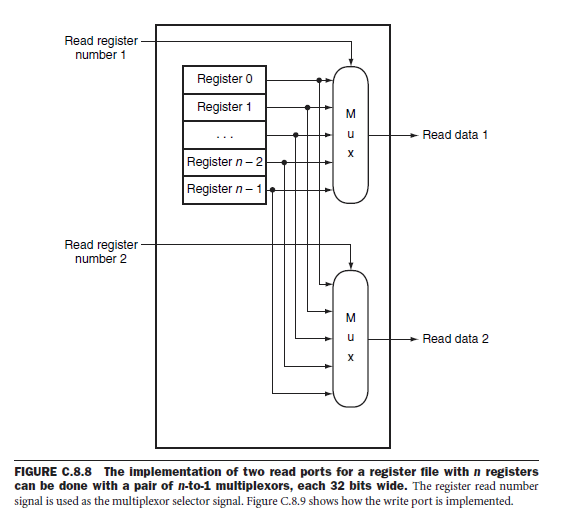 Read register
number 1
Register 0
Register 1
. . .
Register n – 2
Register n – 1
M
u
x
Read data 1
Read register
number 2
M
u
x
Read data 2
FIGURE C.8.8 The implementation of two read ports for a register file with n registers
can be done with a pair of n-to-1 multiplexors, each 32 bits wide. The register read number
signal is used as the multiplexor selector signal. Figure C.8.9 shows how the write port is implemented.